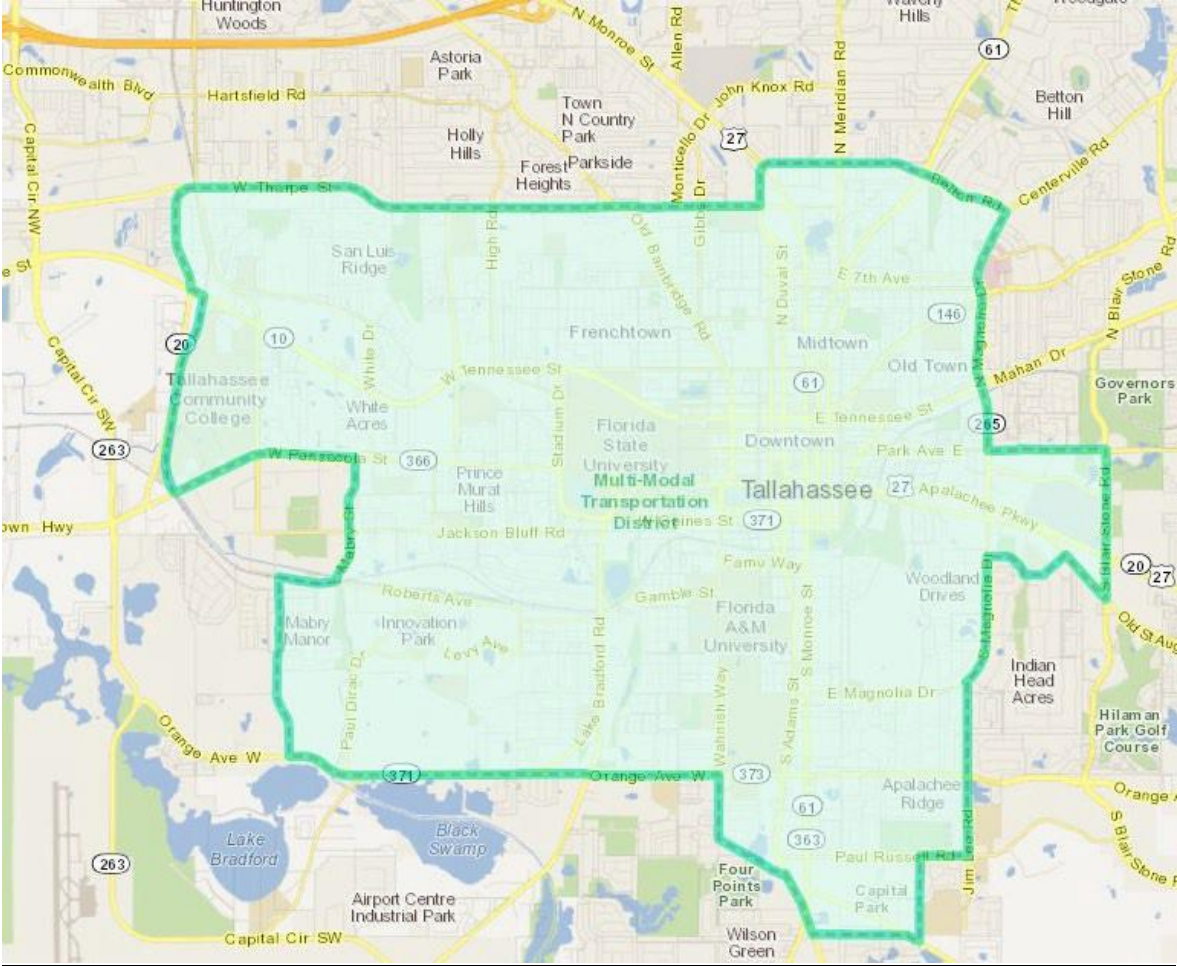 Huntington
Woods
N Monroe St
Allen Rd
Waverly
Hills
61
Astoria
Park
Commonwealth Blvd
Hartsfield Rd
John Knox Rd
N Meridian Rd
Betton
Hill
Town
N Country
Park
Holly
Hills
Monticello Dr
27
Capital Cir NW
Forest
Heights
Parkside
Centerville Rd
W Tharpe St
Gibbs Dr
Betton Rd
High Rd
Old Bainbridge Rd
San Luis
Ridge
N Duval St
E 7th Ave
N Blair Stone Rd
N Magnolia Dr
146
20
10
White Dr
Frenchtown
Midtown
Old Town
Mahan Dr
Capital Cir SW
W Tennessee St
61
Governors
Park
Tallahassee
Community
College
White
Acres
Stadium Dr
E Tennessee St
265
Florida
State
University
Downtown
263
W Pensacola St
366
Park Ave E
Prince
Murat
Hills
Multi-Modal
Transportation
District
Tallahassee
27
Apalachee Pkwy
S Blair Stone Rd
own Hwy
Jackson Bluff Rd
W Gaines St
371
Mabry St
Famu Way
20
27
Roberts Ave
Gamble St
Woodland
Drives
Mabry
Manor
Innovation
Park
Levy Ave
Florida
A&M
University
S Monroe St
S Magnolia Dr
Old St Aug
Lake Bradford Rd
Paul Dirac Dr
Wahnish Way
S Adams St
E Magnolia Dr
Indian
Head
Acres
Hilaman
Park Golf
Course
Orange Ave W
371
Orange Ave W
373
Apalachee
Ridge
Orange
61
363
S Blair Stone
Lake
Bradford
Black
Swamp
Paul Russell Rd
Jim Lee Rd
263
Four
Points
Park
Capital
Park
Airport Centre
Industrial Park
Capital Cir SW
Wilson
Green